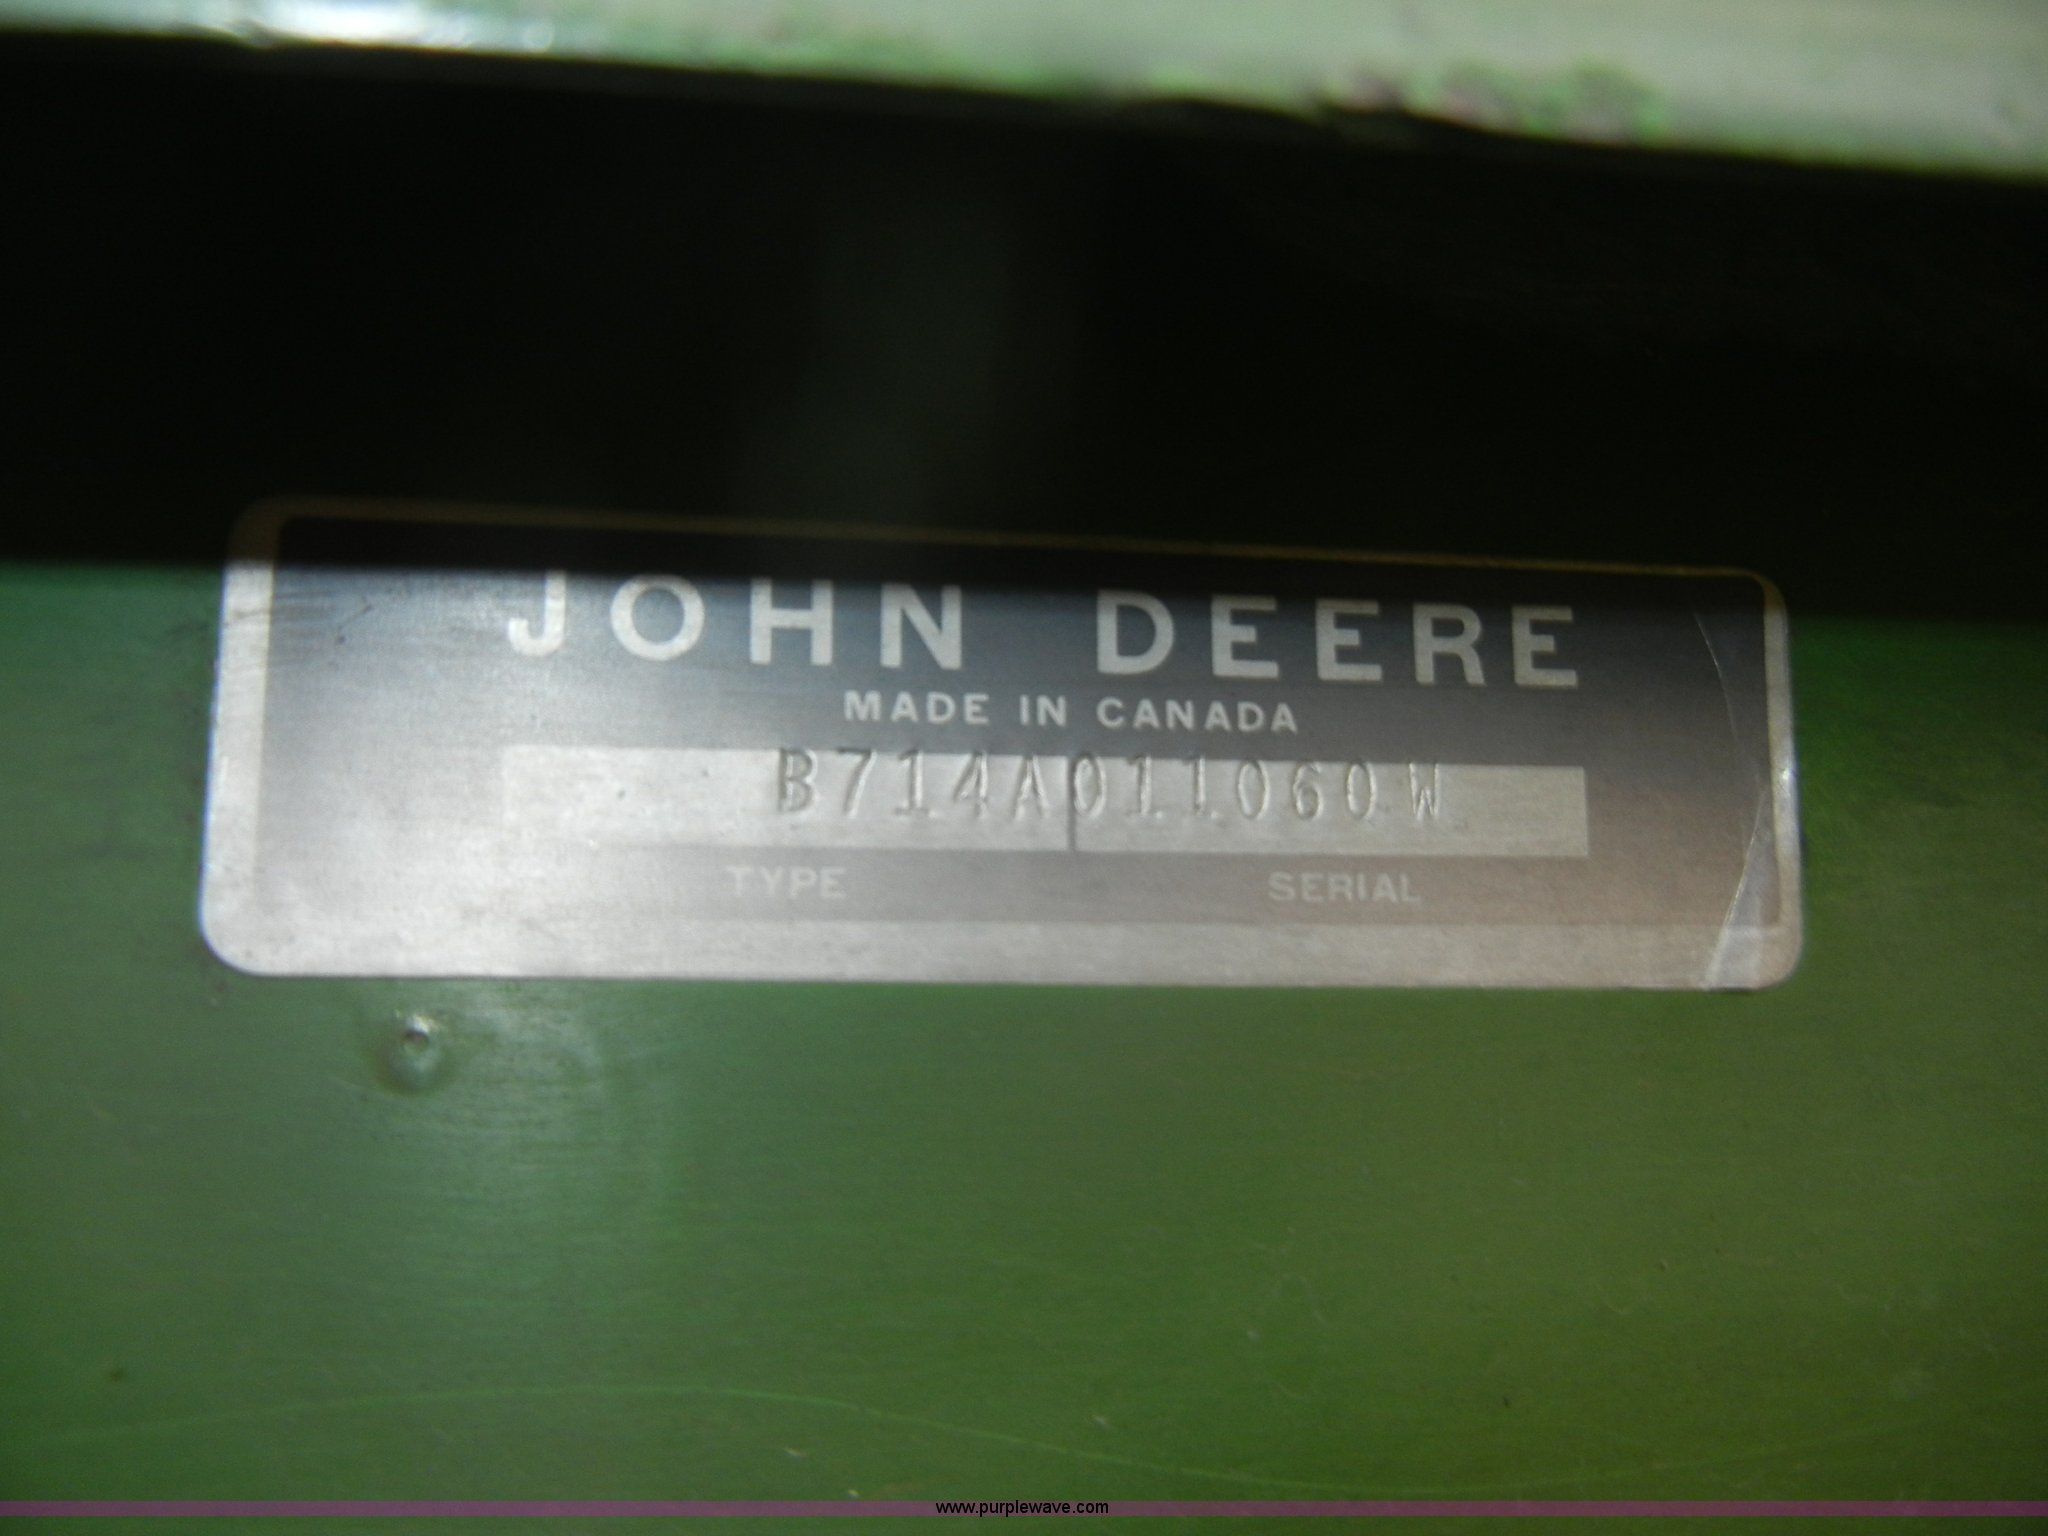 JOHN DEERE
MADE IN CANADA
B714A011060W
TYPE SERIAL
www.purplewave.com